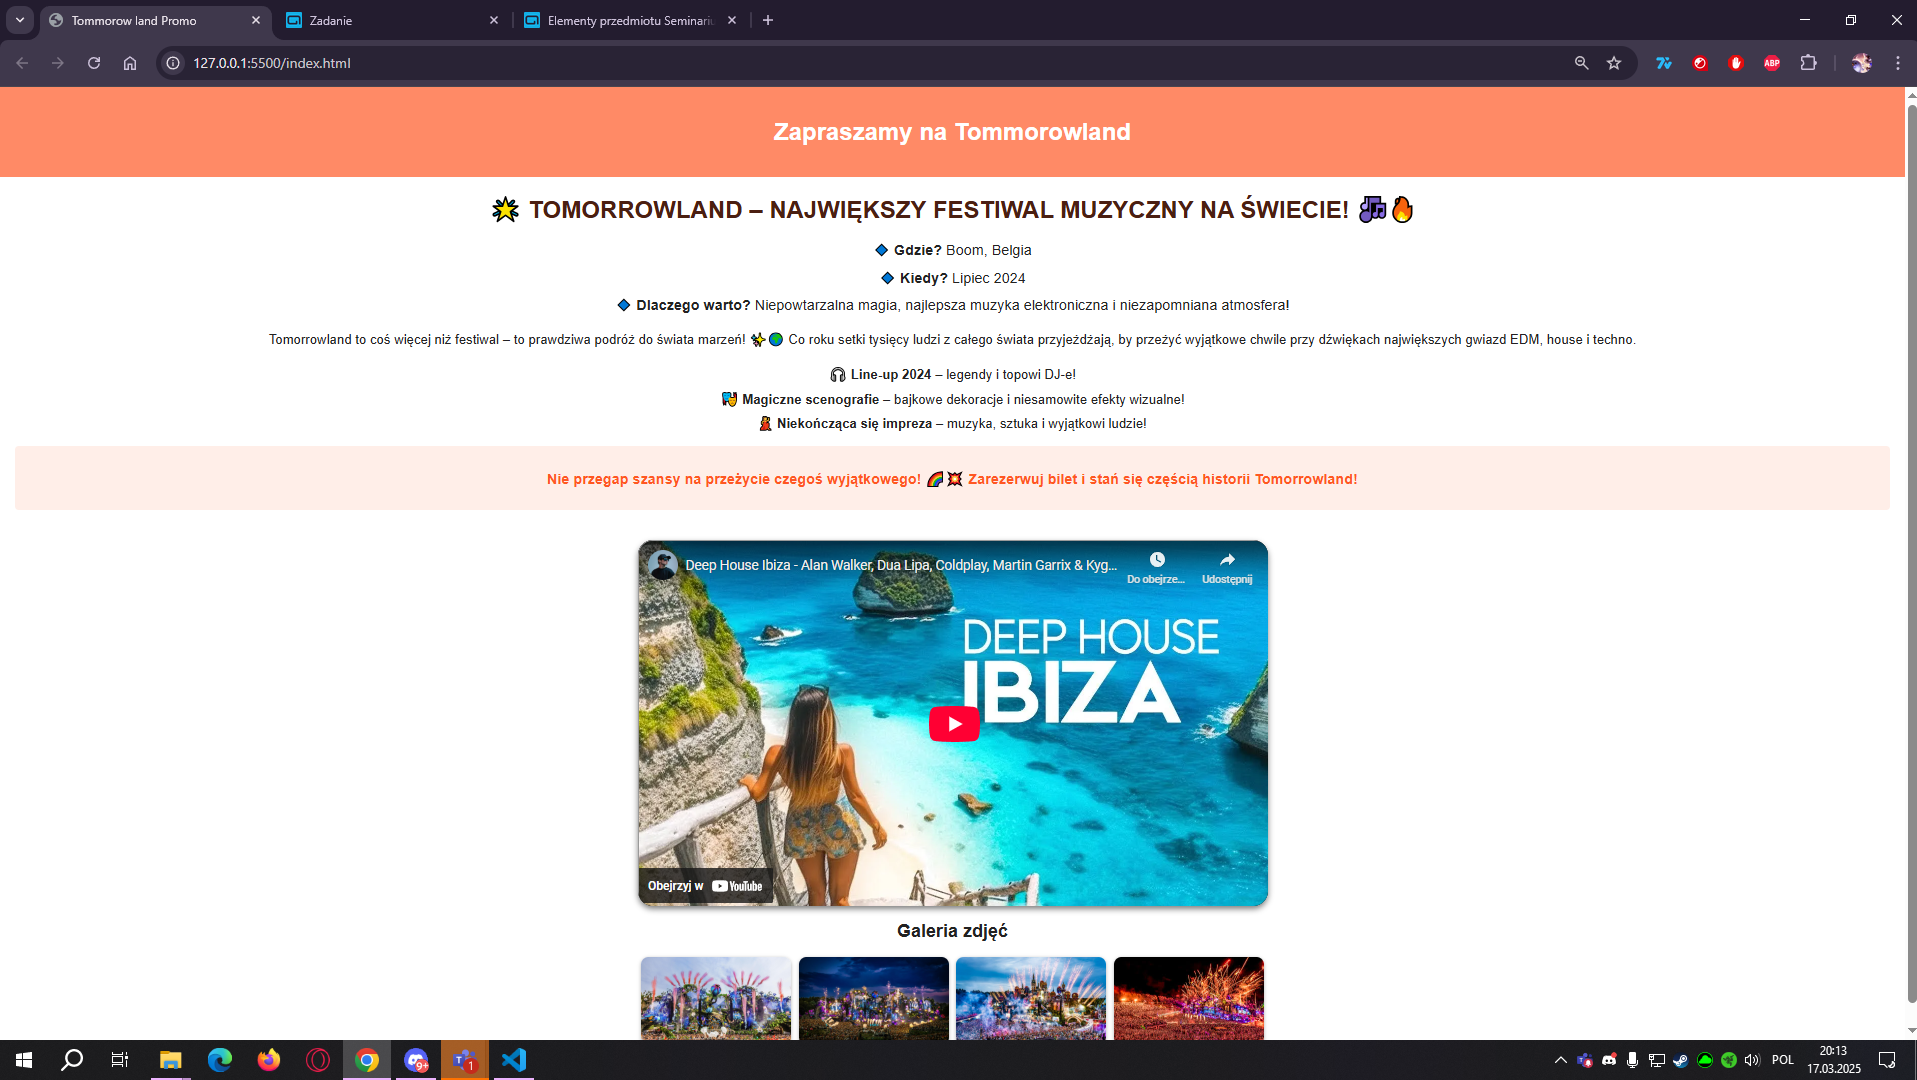 Tommorow land Promo
Zadanie
Elementy przedmiotu Seminariu
127.0.0.1:5500/index.html
ABP
Zapraszamy na Tommorowland
🌟 TOMORROWLAND – NAJWIĘKSZY FESTIWAL MUZYCZNY NA ŚWIECIE! 🎶🔥
🔹 Gdzie? Boom, Belgia
🔹 Kiedy? Lipiec 2024
🔹 Dlaczego warto? Niepowtarzalna magia, najlepsza muzyka elektroniczna i niezapomniana atmosfera!
Tomorrowland to coś więcej niż festiwal – to prawdziwa podróż do świata marzeń! ✨🌍 Co roku setki tysięcy ludzi z całego świata przyjeżdżają, by przeżyć wyjątkowe chwile przy dźwiękach największych gwiazd EDM, house i techno.
🎧 Line-up 2024 – legendy i topowi DJ-e!
🎭 Magiczne scenografie – bajkowe dekoracje i niesamowite efekty wizualne!
💃 Niekończąca się impreza – muzyka, sztuka i wyjątkowi ludzie!
Nie przegap szansy na przeżycie czegoś wyjątkowego! 🌈💥 Zarezerwuj bilet i stań się częścią historii Tomorrowland!
Deep House Ibiza - Alan Walker, Dua Lipa, Coldplay, Martin Garrix & Kyg...
Do obejrze...
Udostępnij
DEEP HOUSE
IBIZA
Obejrzyj w YouTube
Galeria zdjęć
9+
1
POL
20:13
17.03.2025